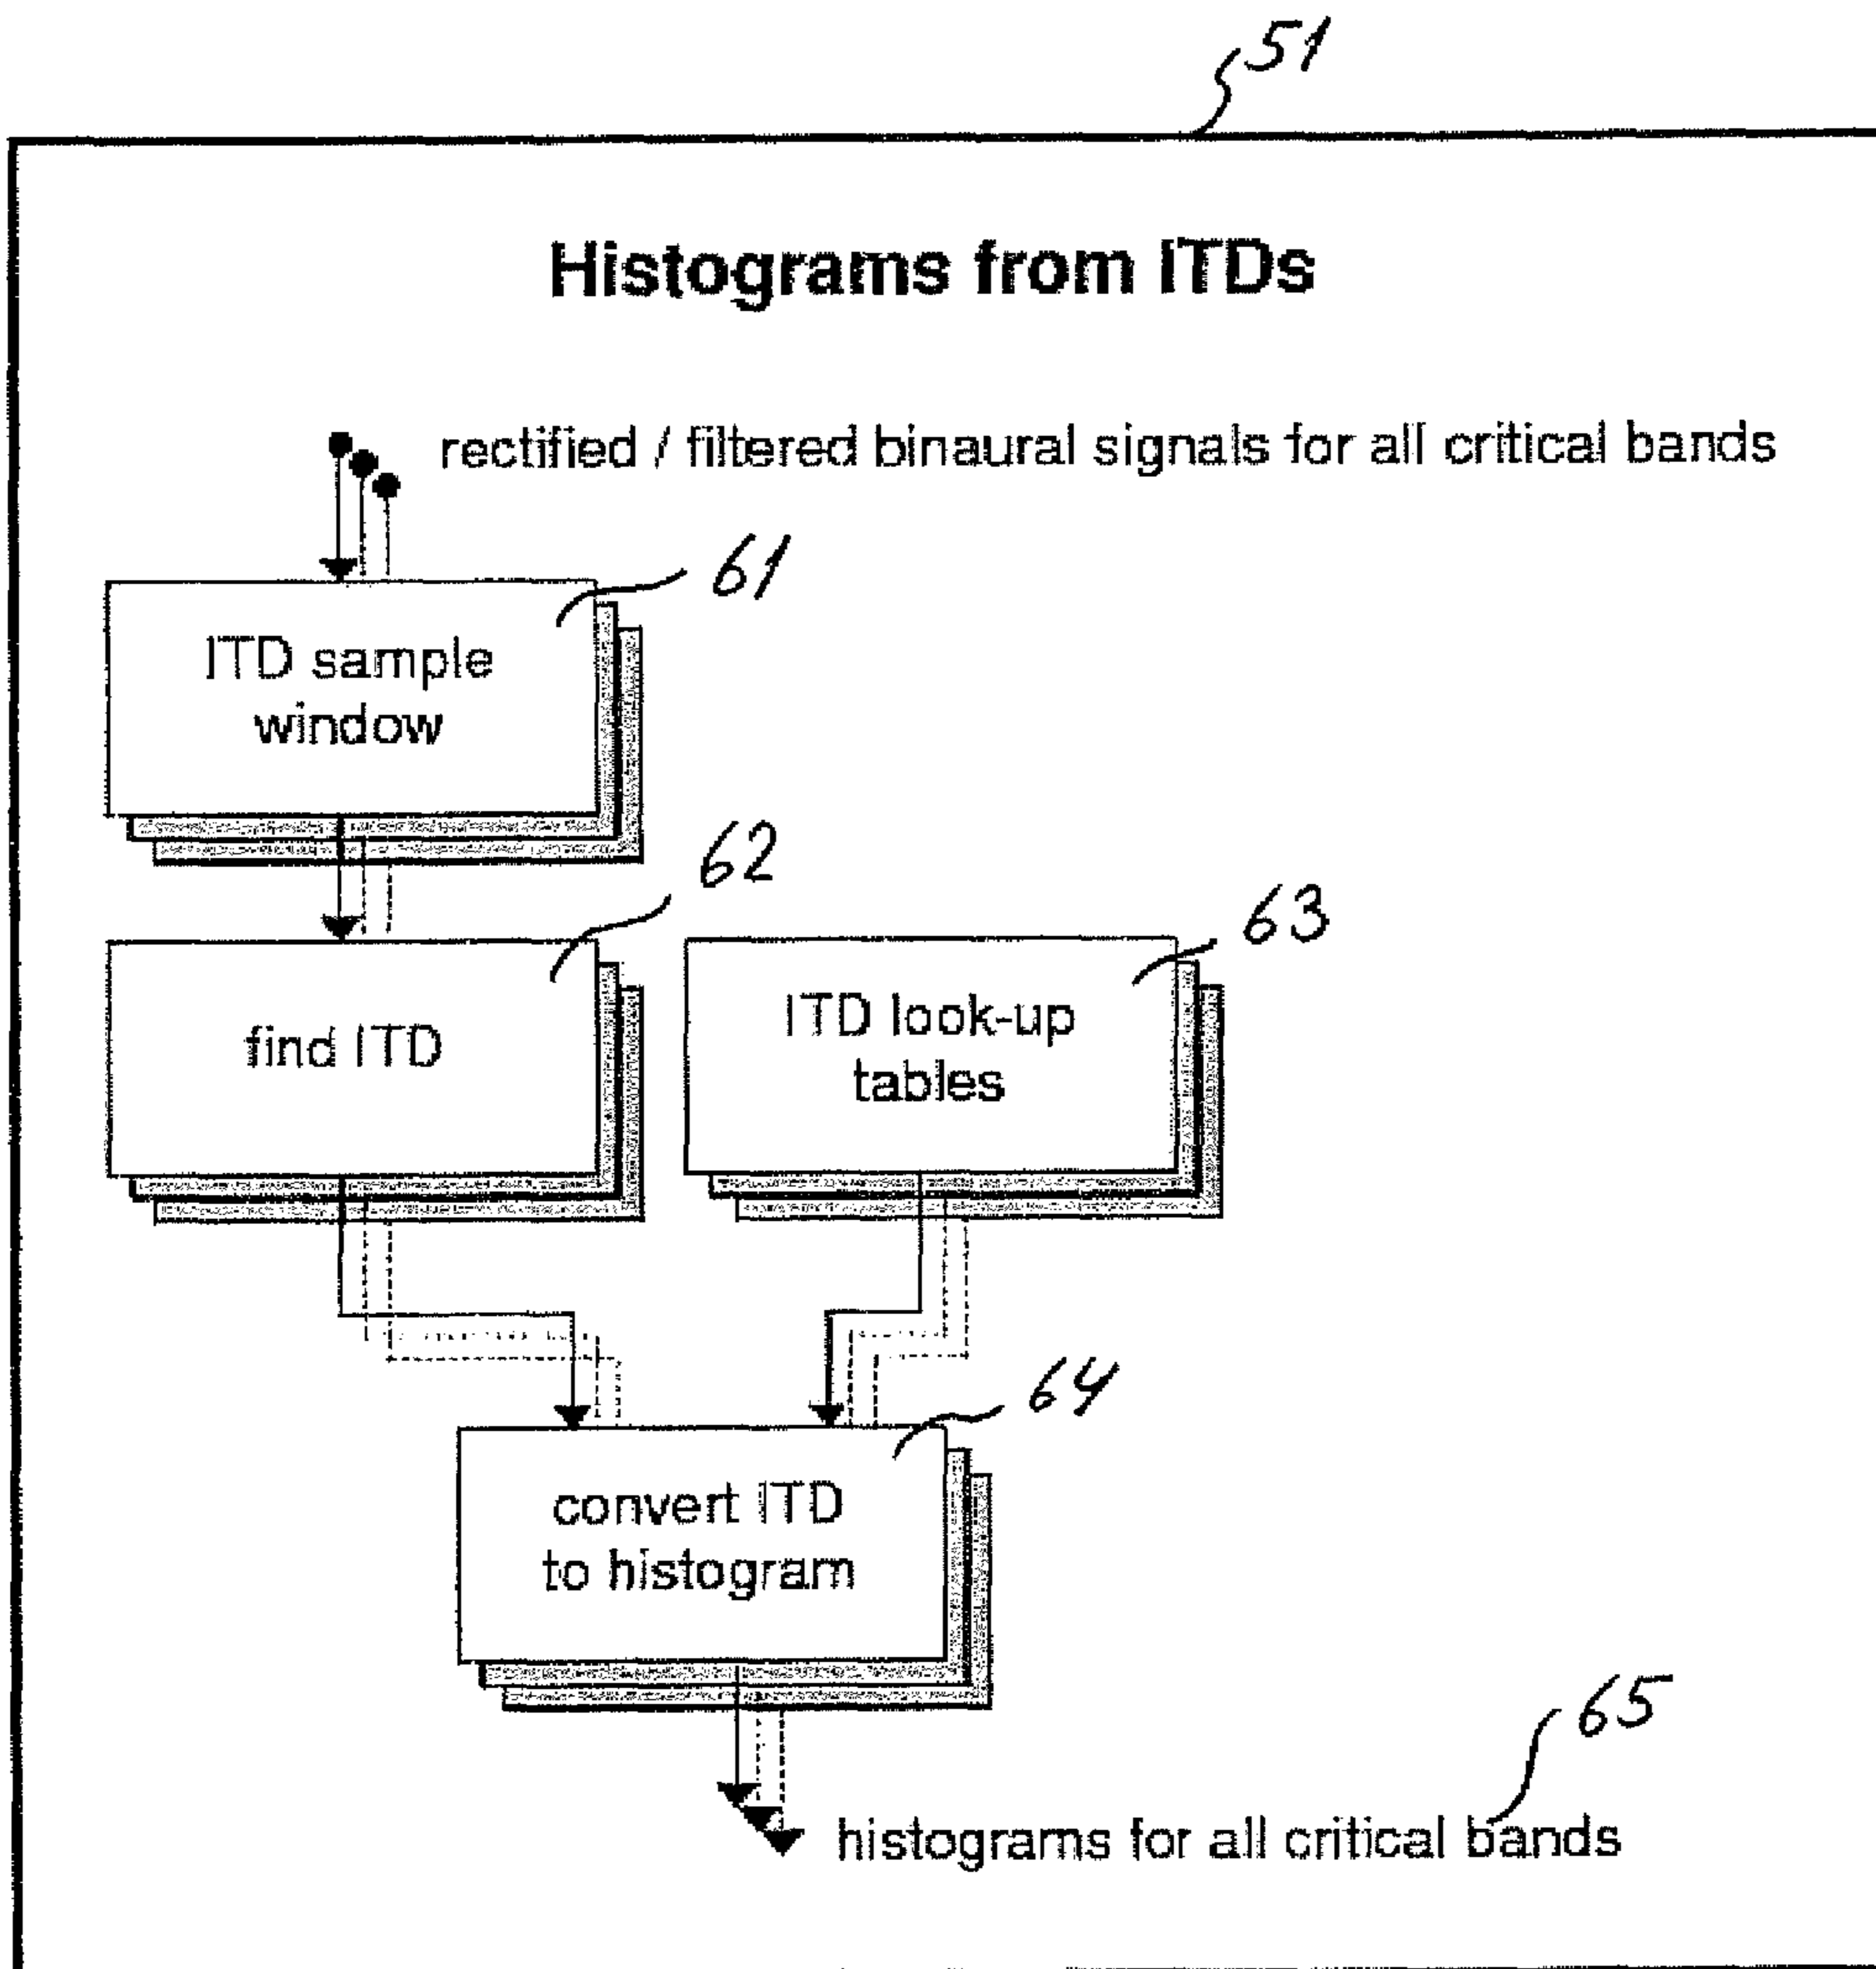 51
Histograms from ITDs
rectified / filtered binaural signals for all critical bands
61
ITD sample
window
62
63
find ITD
ITD look-up
tables
64
convert ITD
to histogram
65
histograms for all critical bands